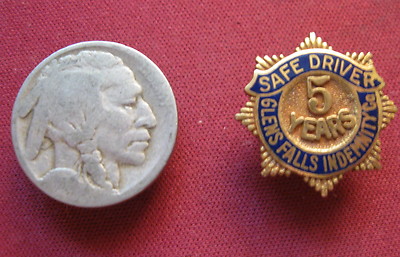 SAFE DRIVER
5
YEARS
GLENS FALLS INDEMNITY Co